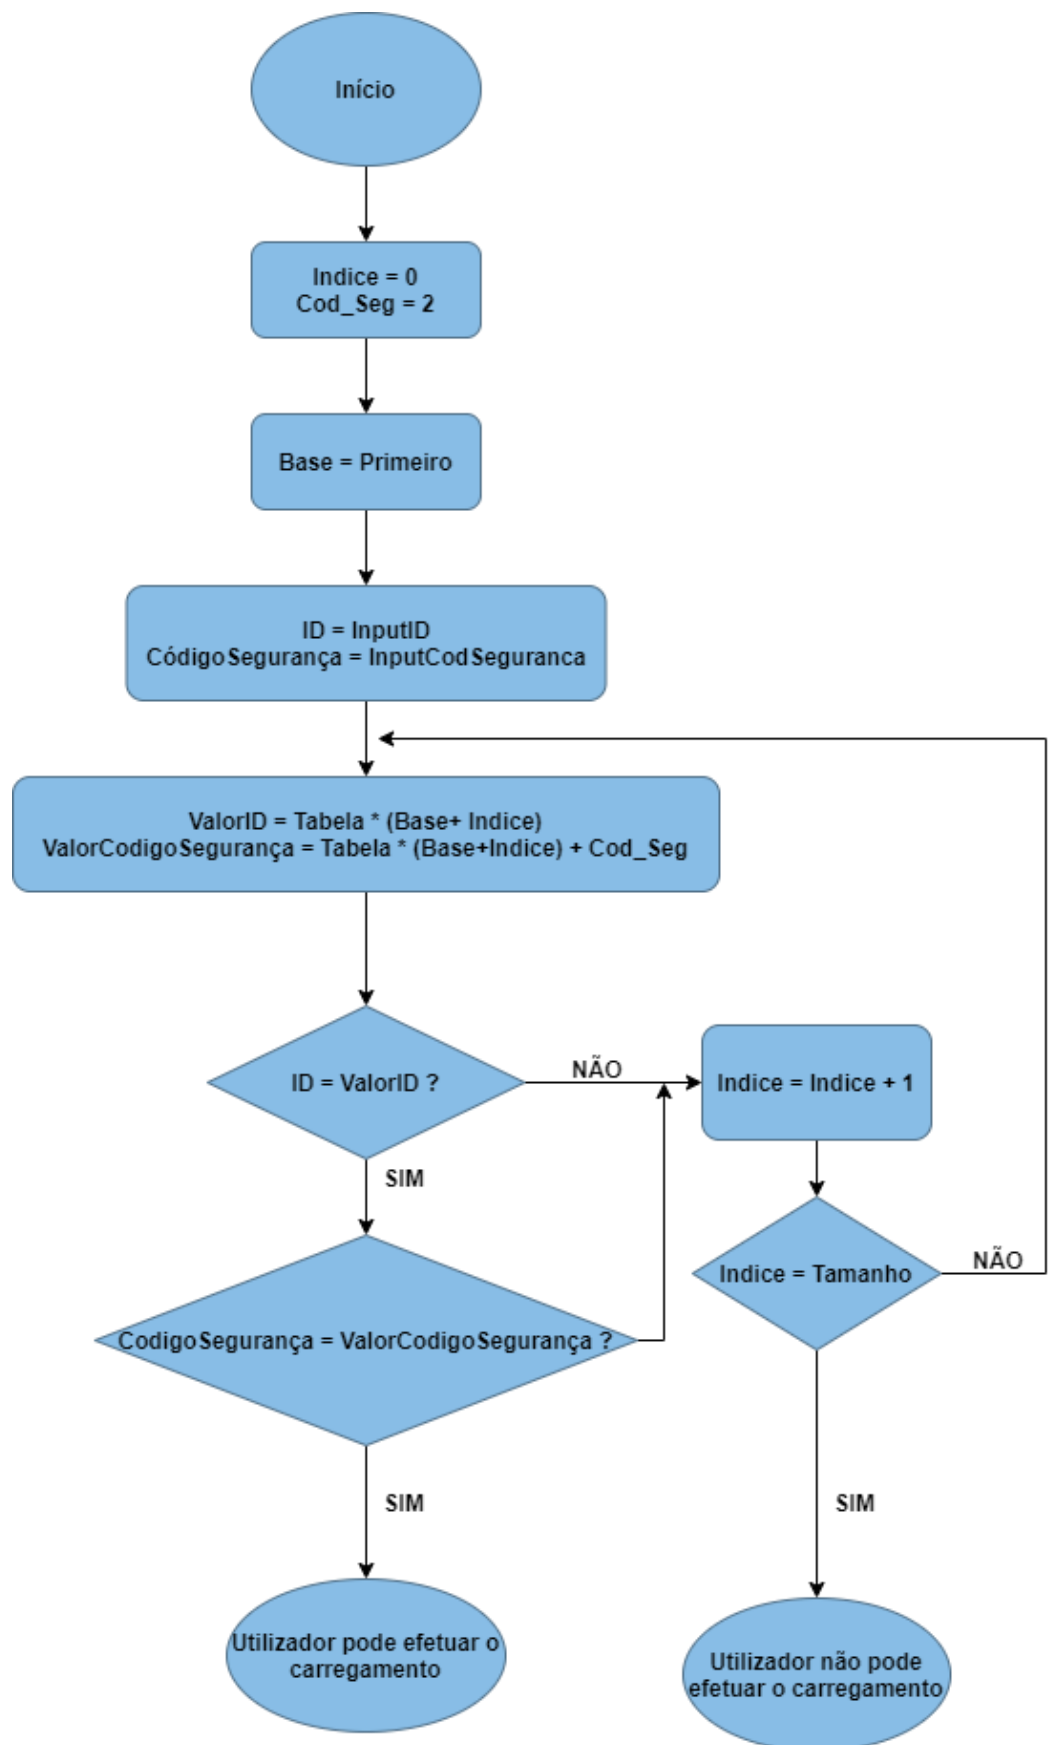 Início
Indice = 0
Cod_Seg = 2
Base = Primeiro
ID = InputID
CódigoSegurança = InputCodSeguranca
ValorID = Tabela * (Base+ Indice)
ValorCodigoSegurança = Tabela * (Base+Indice) + Cod_Seg
ID = ValorID ?
NÃO
Indice = Indice + 1
SIM
Indice = Tamanho
NÃO
CodigoSegurança = ValorCodigoSegurança ?
SIM
SIM
Utilizador pode efetuar o
carregamento
Utilizador não pode
efetuar o carregamento